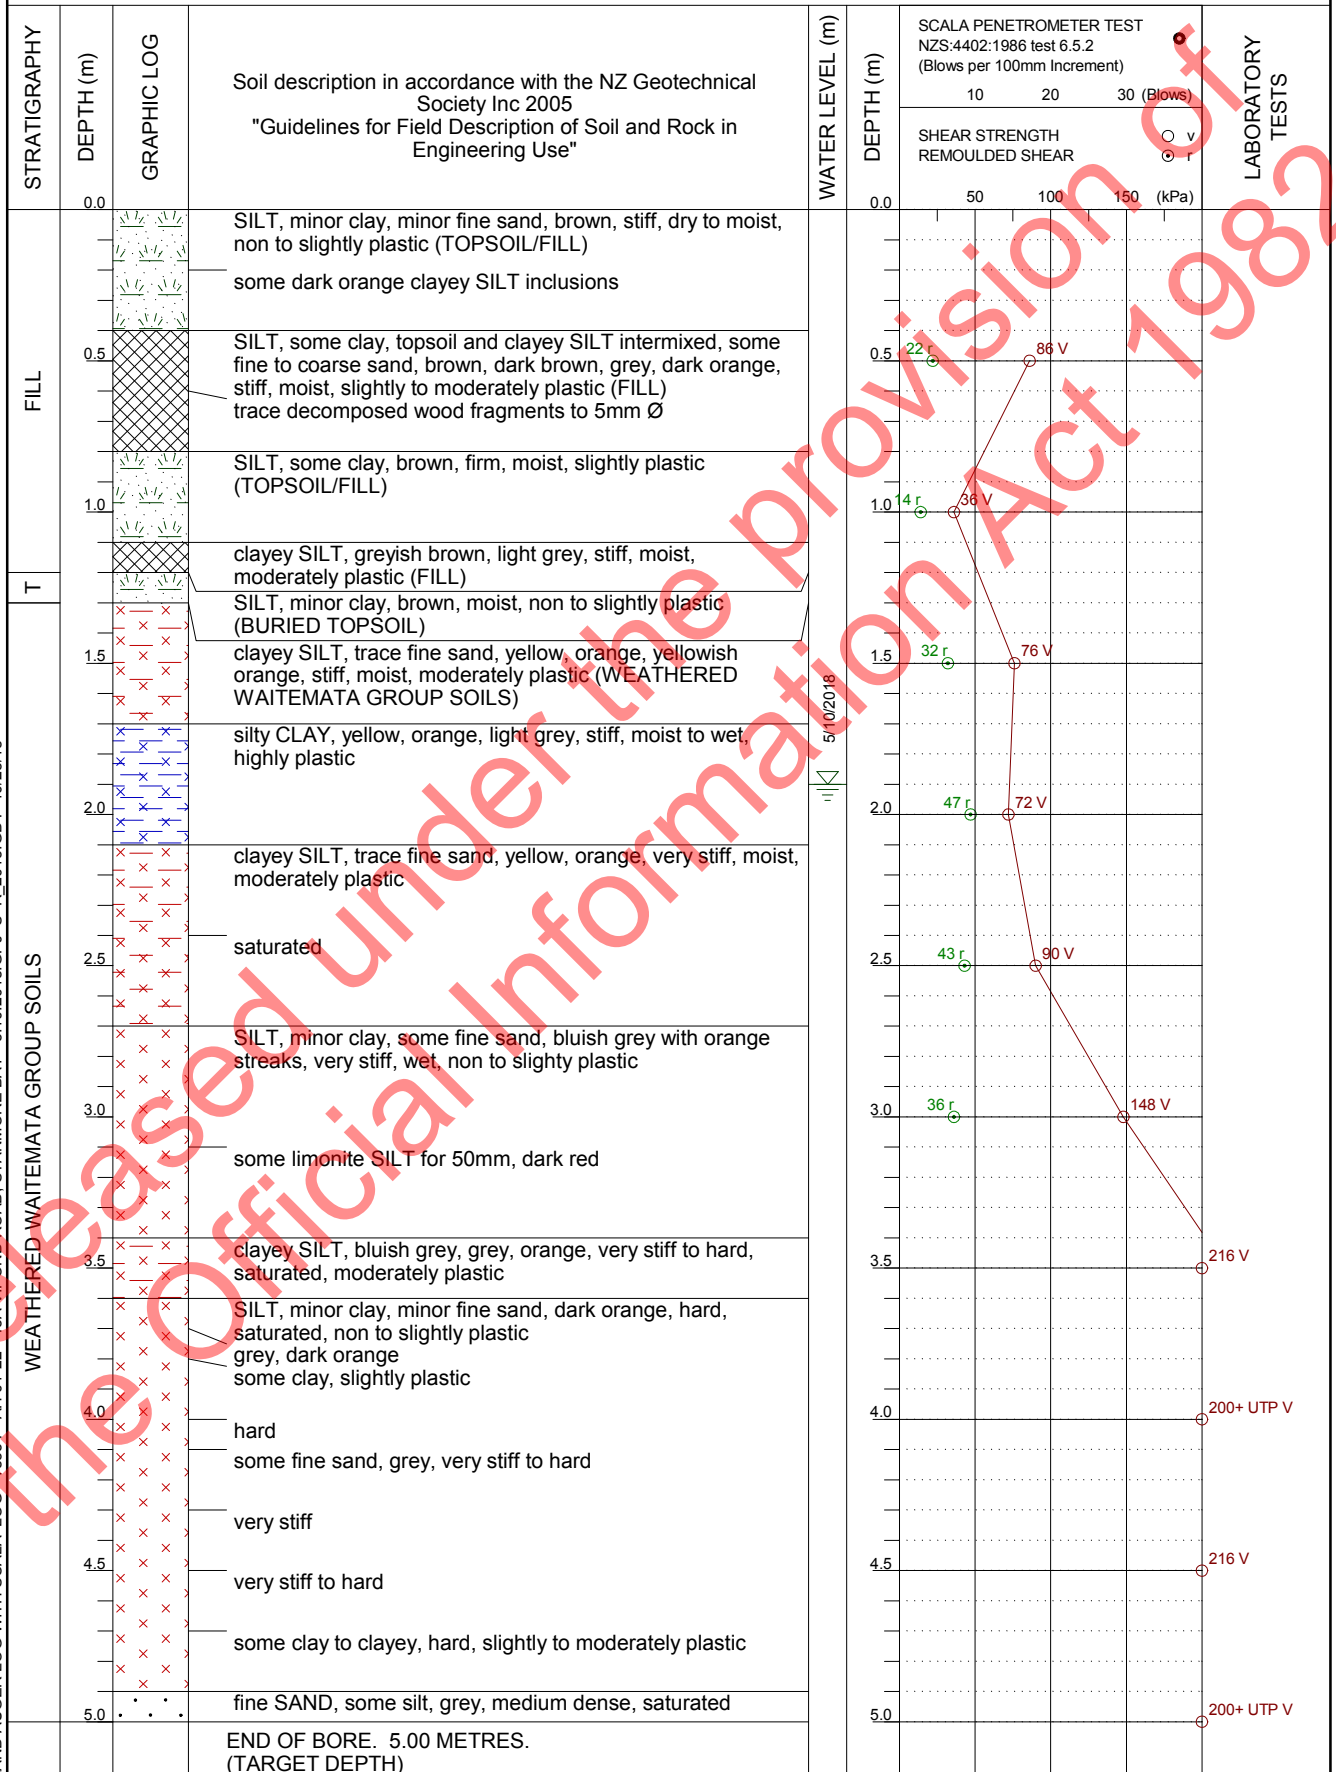 STRATIGRAPHY
DEPTH (m)
GRAPHIC LOG
Soil description in accordance with the NZ Geotechnical
Society Inc 2005
"Guidelines for Field Description of Soil and Rock in
Engineering Use"
WATER LEVEL (m)
DEPTH (m)
SCALA PENETROMETER TEST
NZS:4402:1986 test 6.5.2
(Blows per 100mm Increment)
10 20 30 (Blows)
SHEAR STRENGTH v
REMOULDED SHEAR r
50 100 150 (kPa)
LABORATORY
TESTS
0.0
0.0
FILL
SILT, minor clay, minor fine sand, brown, stiff, dry to moist,
non to slightly plastic (TOPSOIL/FILL)
some dark orange clayey SILT inclusions
SILT, some clay, topsoil and clayey SILT intermixed, some
fine to coarse sand, brown, dark brown, grey, dark orange,
stiff, moist, slightly to moderately plastic (FILL)
trace decomposed wood fragments to 5mm Ø
0.5
0.5
22 r
86 V
SILT, some clay, brown, firm, moist, slightly plastic
(TOPSOIL/FILL)
1.0
1.0
14 r
36 V
clayey SILT, greyish brown, light grey, stiff, moist,
moderately plastic (FILL)
T
SILT, minor clay, brown, moist, non to slightly plastic
(BURIED TOPSOIL)
clayey SILT, trace fine sand, yellow, orange, yellowish
orange, stiff, moist, moderately plastic (WEATHERED
WAITEMATA GROUP SOILS)
1.5
1.5
32 r
76 V
5/10/2018
silty CLAY, yellow, orange, light grey, stiff, moist to wet,
highly plastic
2.0
2.0
47 r
72 V
clayey SILT, trace fine sand, yellow, orange, very stiff, moist,
moderately plastic
saturated
2.5
2.5
43 r
90 V
WEATHERED WAITEMATA GROUP SOILS
SILT, minor clay, some fine sand, bluish grey with orange
streaks, very stiff, wet, non to slighty plastic
3.0
3.0
36 r
148 V
some limonite SILT for 50mm, dark red
clayey SILT, bluish grey, grey, orange, very stiff to hard,
saturated, moderately plastic
3.5
3.5
216 V
SILT, minor clay, minor fine sand, dark orange, hard,
saturated, non to slightly plastic
grey, dark orange
some clay, slightly plastic
4.0
4.0
200+ UTP V
hard
some fine sand, grey, very stiff to hard
very stiff
4.5
4.5
216 V
very stiff to hard
some clay to clayey, hard, slightly to moderately plastic
fine SAND, some silt, grey, medium dense, saturated
5.0
5.0
200+ UTP V
END OF BORE. 5.00 METRES.
(TARGET DEPTH)
eleased under the provision of
the Official Information Act 1982